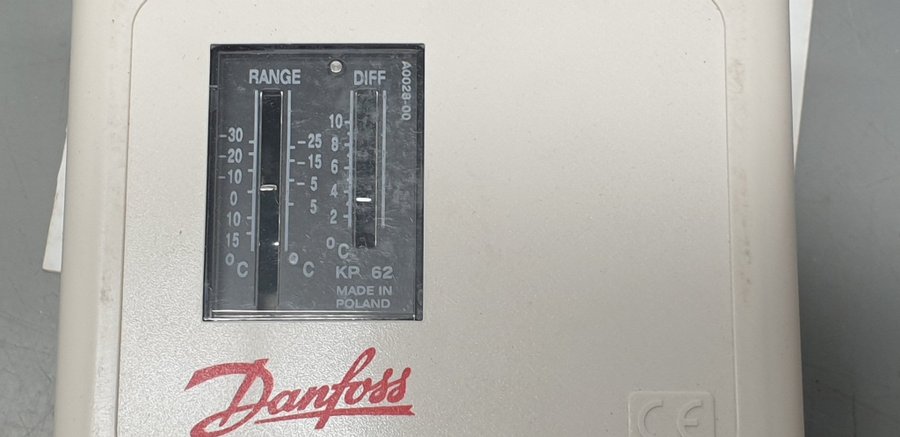 RANGE
DIFF
A0028-00
-30
-20
-10
0
10
15
°C
-25
-15
-5
5
°C
10
8
6
4
2
°C
KP 62
MADE IN
POLAND
Danfoss
CE